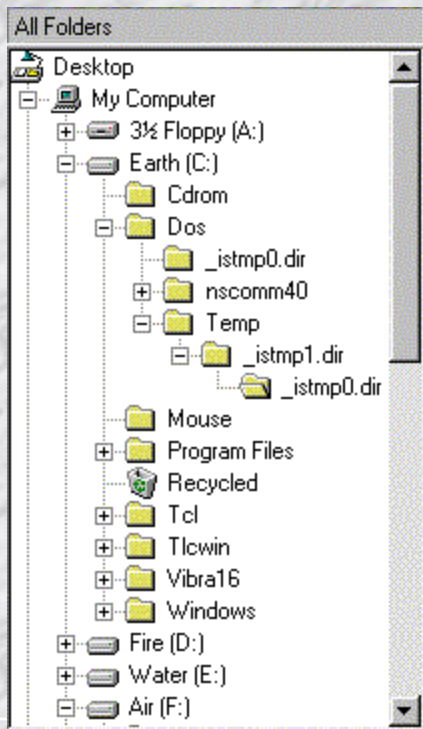 All Folders
Desktop
My Computer
3½ Floppy (A:)
Earth (C:)
Cdrom
Dos
_istmp0.dir
nscomm40
Temp
_istmp1.dir
_istmp0.dir
Mouse
Program Files
Recycled
Tcl
Tlcwin
Vibra16
Windows
Fire (D:)
Water (E:)
Air (F:)